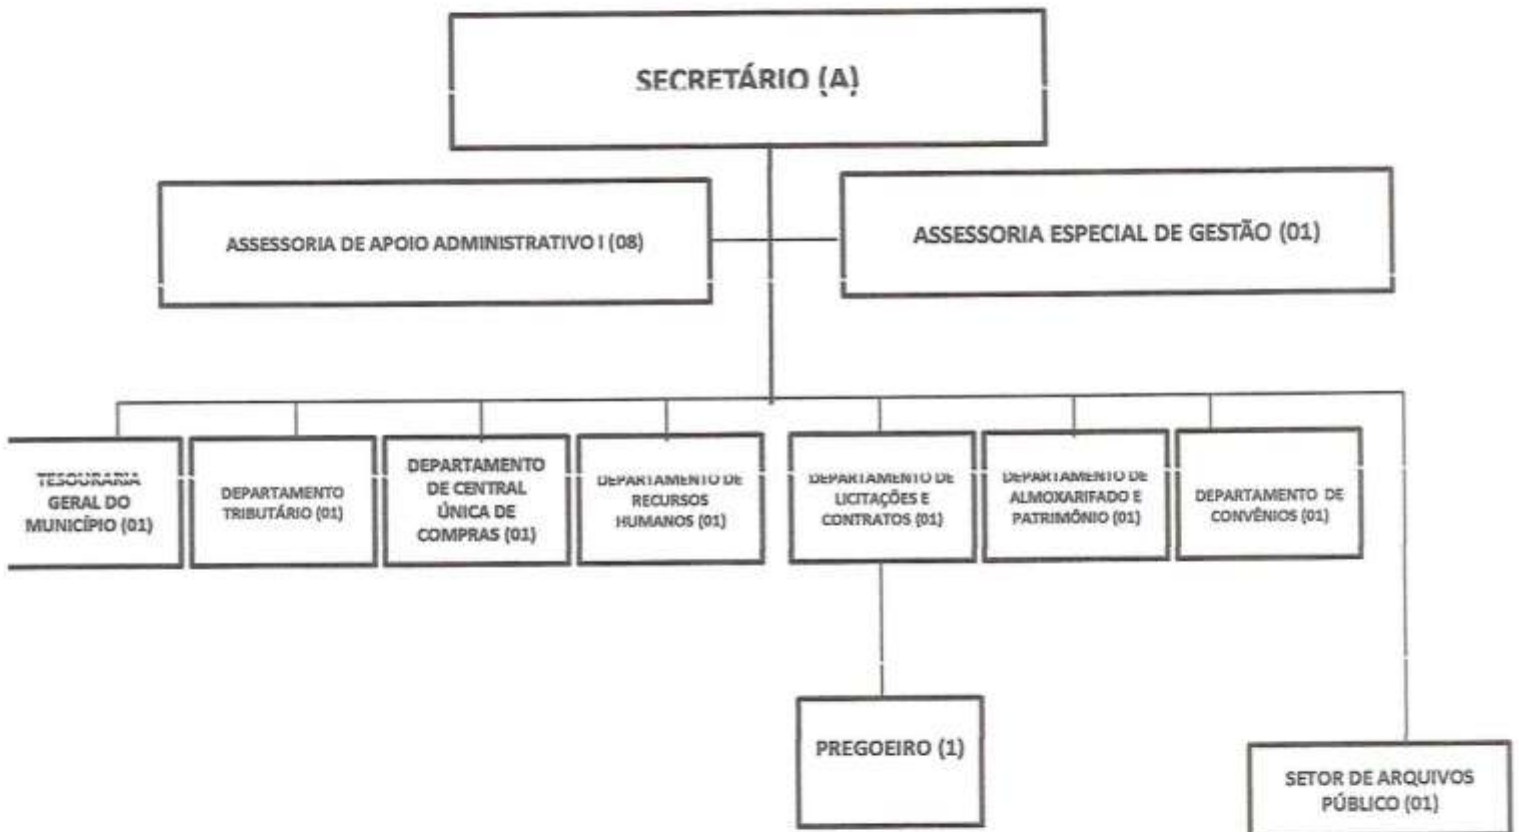 SECRETÁRIO (A)
ASSESSORIA DE APOIO ADMINISTRATIVO I (08)
ASSESSORIA ESPECIAL DE GESTÃO (01)
TESOURARIA
GERAL DO
MUNICÍPIO (01)
DEPARTAMENTO
TRIBUTÁRIO (01)
DEPARTAMENTO
DE CENTRAL
ÚNICA DE
COMPRAS (01)
DEPARTAMENTO DE
RECURSOS
HUMANOS (01)
DEPARTAMENTO DE
LICITAÇÕES E
CONTRATOS (01)
DEPARTAMENTO DE
ALMOXARIFADO E
PATRIMÔNIO (01)
DEPARTAMENTO DE
CONVÊNIOS (01)
PREGOEIRO (1)
SETOR DE ARQUIVOS
PÚBLICO (01)